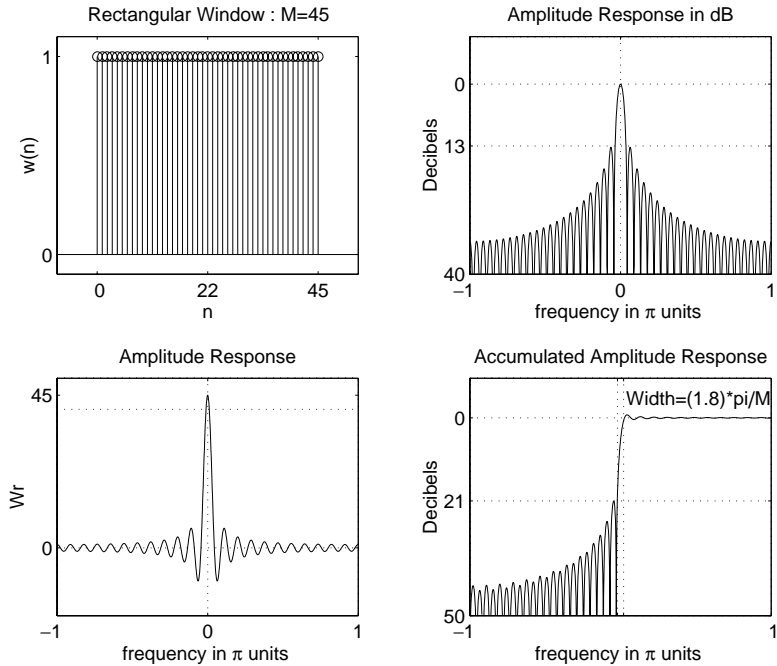 Rectangular Window : M=45
1
0
w(n)
0
22
45
n
Amplitude Response in dB
0
13
40
Decibels
−1
0
1
frequency in π units
Amplitude Response
45
0
Wr
−1
0
1
frequency in π units
Accumulated Amplitude Response
Width=(1.8)*pi/M
0
21
50
Decibels
−1
1
frequency in π units